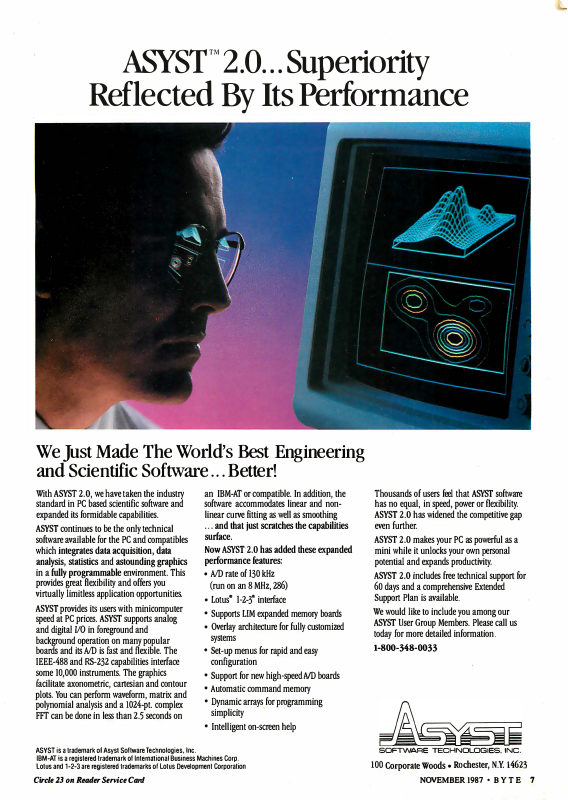 ASYST™ 2.0...Superiority
Reflected By Its Performance
We Just Made The World's Best Engineering
and Scientific Software...Better!
With ASYST 2.0, we have taken the industry
standard in PC based scientific software and
expanded its formidable capabilities.
ASYST continues to be the only technical
software available for the PC and compatibles
which integrates data acquisition, data
analysis, statistics and astounding graphics
in a fully programmable environment. This
provides great flexibility and offers you
virtually limitless application opportunities.
ASYST provides its users with minicomputer
speed at PC prices. ASYST supports analog
and digital I/O in foreground and
background operation on many popular
boards and its A/D is fast and flexible. The
IEEE-488 and RS-232 capabilities interface
some 10,000 instruments. The graphics
facilitate axonometric, cartesian and contour
plots. You can perform waveform, matrix and
polynomial analysis and a 1024-pt. complex
FFT can be done in less than 2.5 seconds on
an IBM-AT or compatible. In addition, the
software accommodates linear and non-
linear curve fitting as well as smoothing
... and that just scratches the capabilities
surface.
Now ASYST 2.0 has added these expanded
performance features:
• A/D rate of 130 kHz
(run on an 8 MHz, 286)
• Lotus® 1-2-3® interface
• Supports LIM expanded memory boards
• Overlay architecture for fully customized
systems
• Set-up menus for rapid and easy
configuration
• Support for new high-speed A/D boards
• Automatic command memory
• Dynamic arrays for programming
simplicity
• Intelligent on-screen help
Thousands of users feel that ASYST software
has no equal, in speed, power or flexibility.
ASYST 2.0 has widened the competitive gap
even further.
ASYST 2.0 makes your PC as powerful as a
mini while it unlocks your own personal
potential and expands productivity.
ASYST 2.0 includes free technical support for
60 days and a comprehensive Extended
Support Plan is available.
We would like to include you among our
ASYST User Group Members. Please call us
today for more detailed information.
1-800-348-0033
ASYST
SOFTWARE TECHNOLOGIES, INC.
100 Corporate Woods • Rochester, N.Y. 14623
ASYST is a trademark of Asyst Software Technologies, Inc.
IBM-AT is a registered trademark of International Business Machines Corp.
Lotus and 1-2-3 are registered trademarks of Lotus Development Corporation
Circle 23 on Reader Service Card
NOVEMBER 1987 • BYTE 7